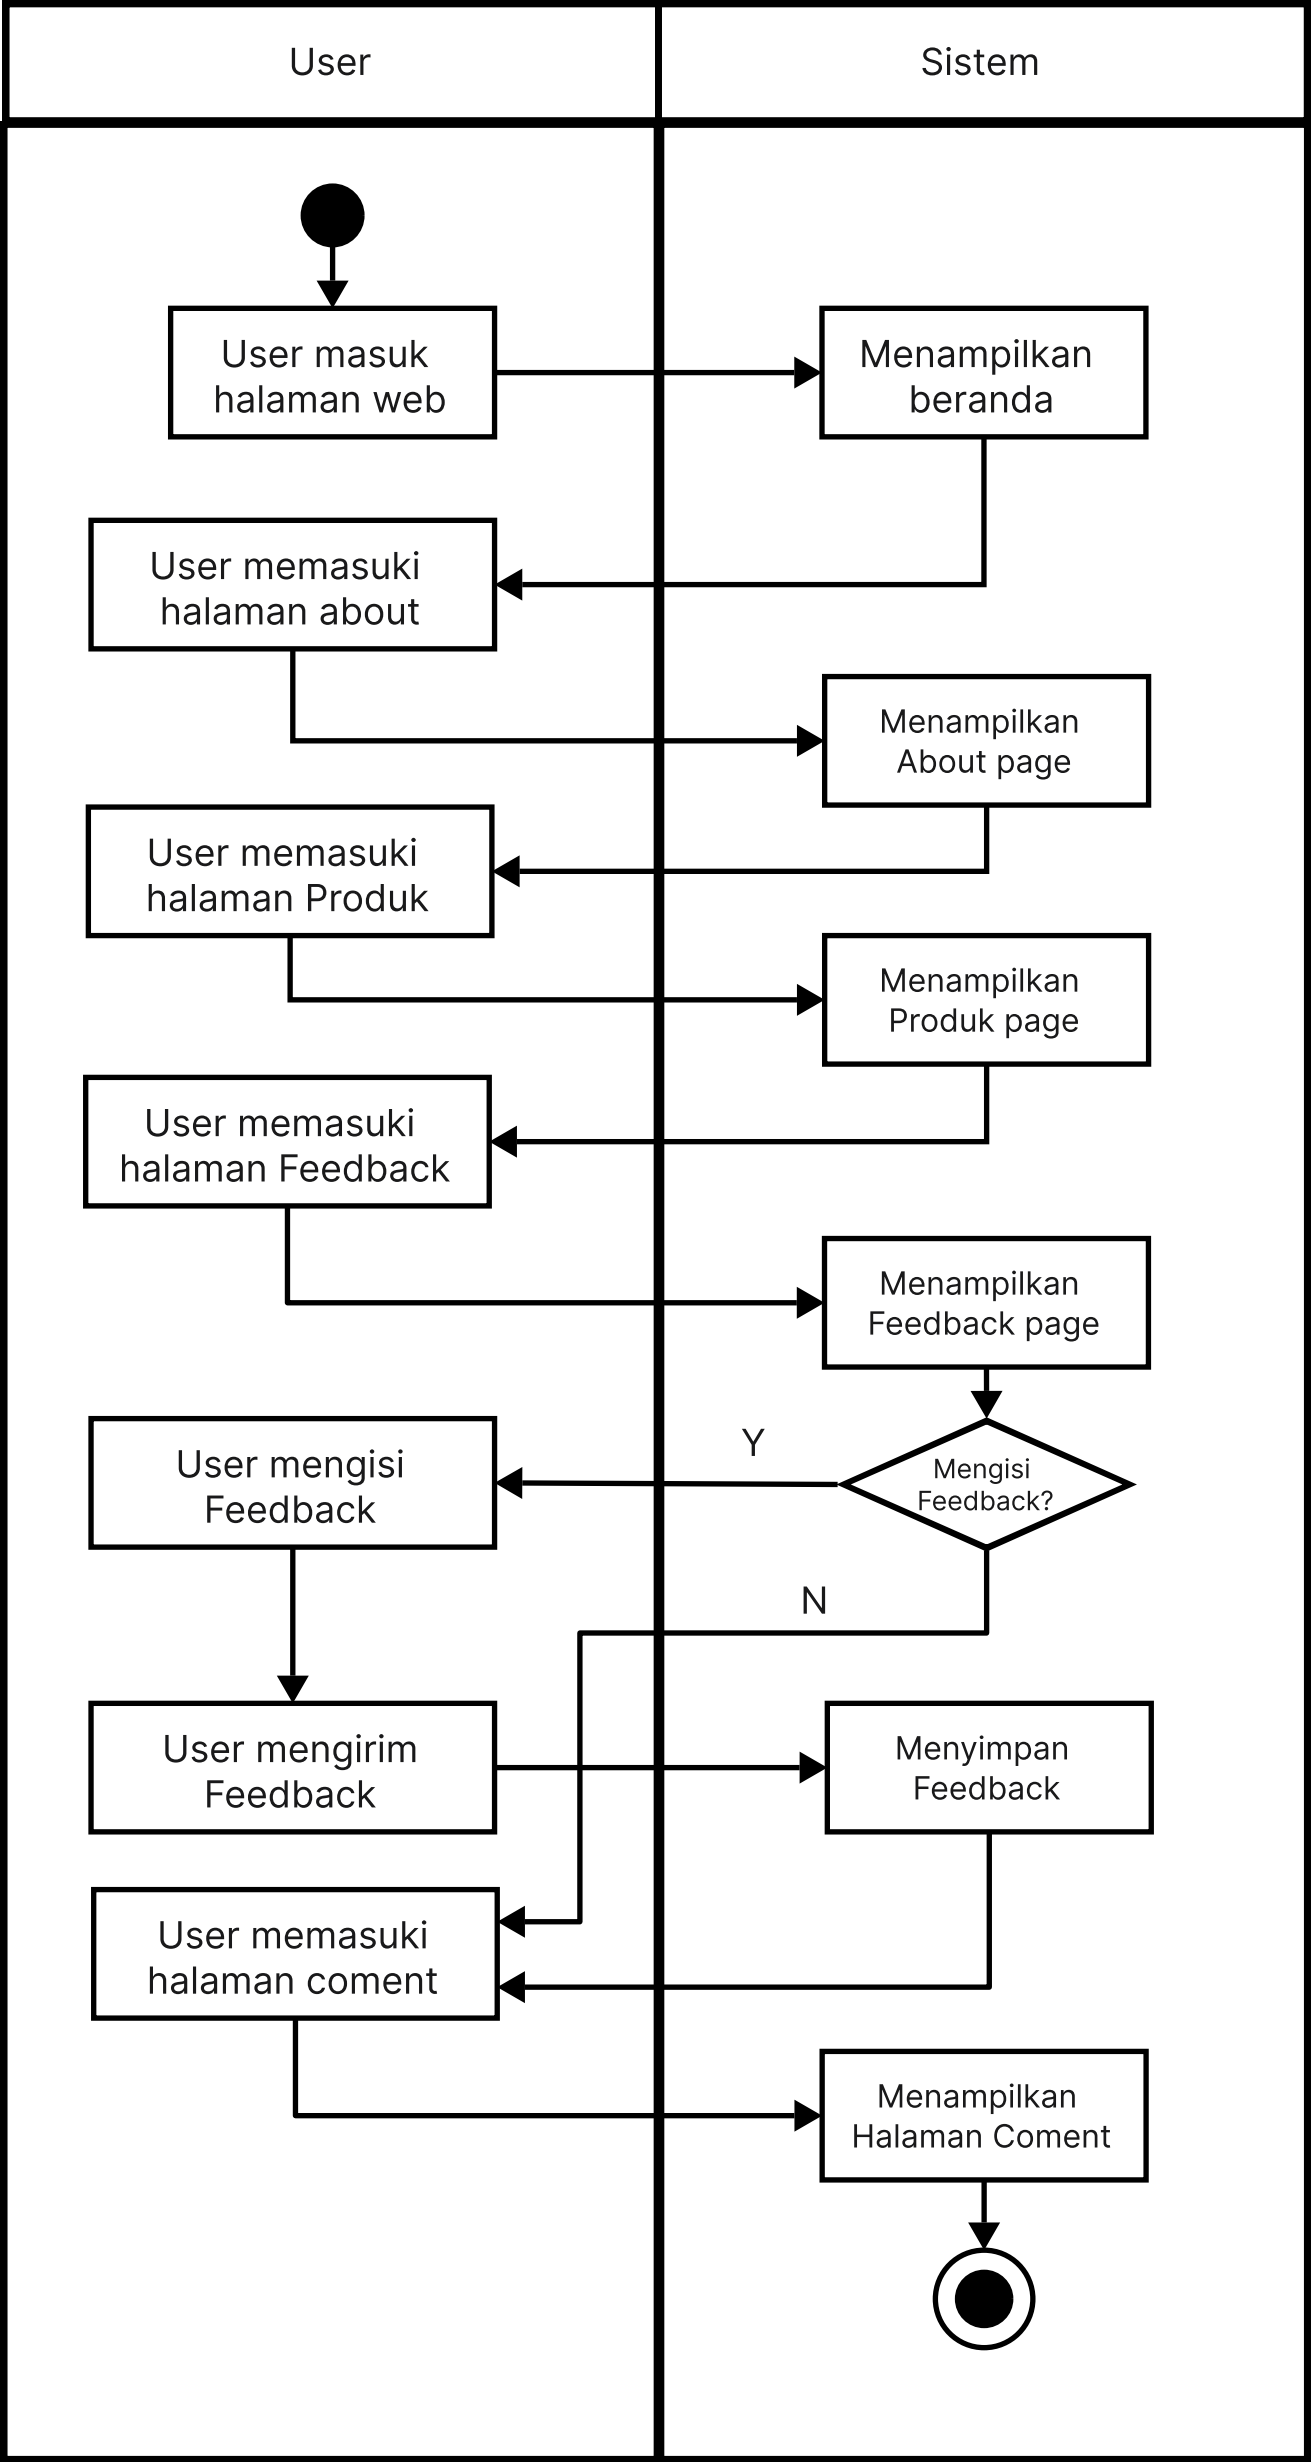 User
Sistem
User masuk
halaman web
Menampilkan
beranda
User memasuki
halaman about
Menampilkan
About page
User memasuki
halaman Produk
Menampilkan
Produk page
User memasuki
halaman Feedback
Menampilkan
Feedback page
Mengisi
Feedback?
Y
User mengisi
Feedback
N
User mengirim
Feedback
Menyimpan
Feedback
User memasuki
halaman coment
Menampilkan
Halaman Coment